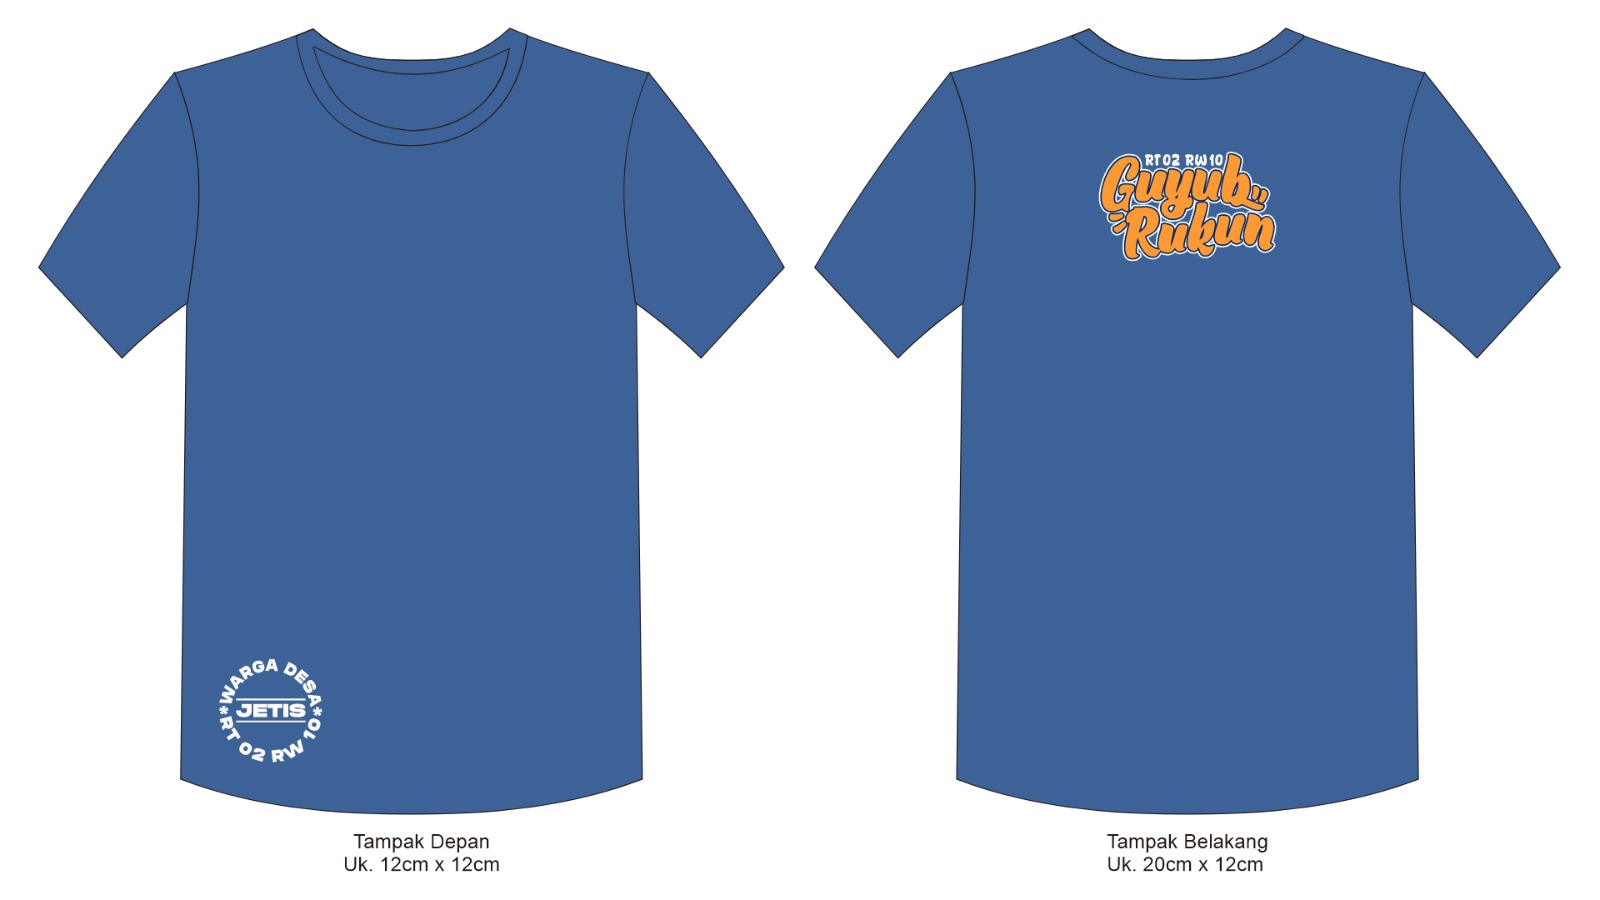 *WARGA DESA*
JETIS
RT 02 RW 10
RT 02 RW 10
Guyub
Rukun
Tampak Depan
Uk. 12cm x 12cm
Tampak Belakang
Uk. 20cm x 12cm